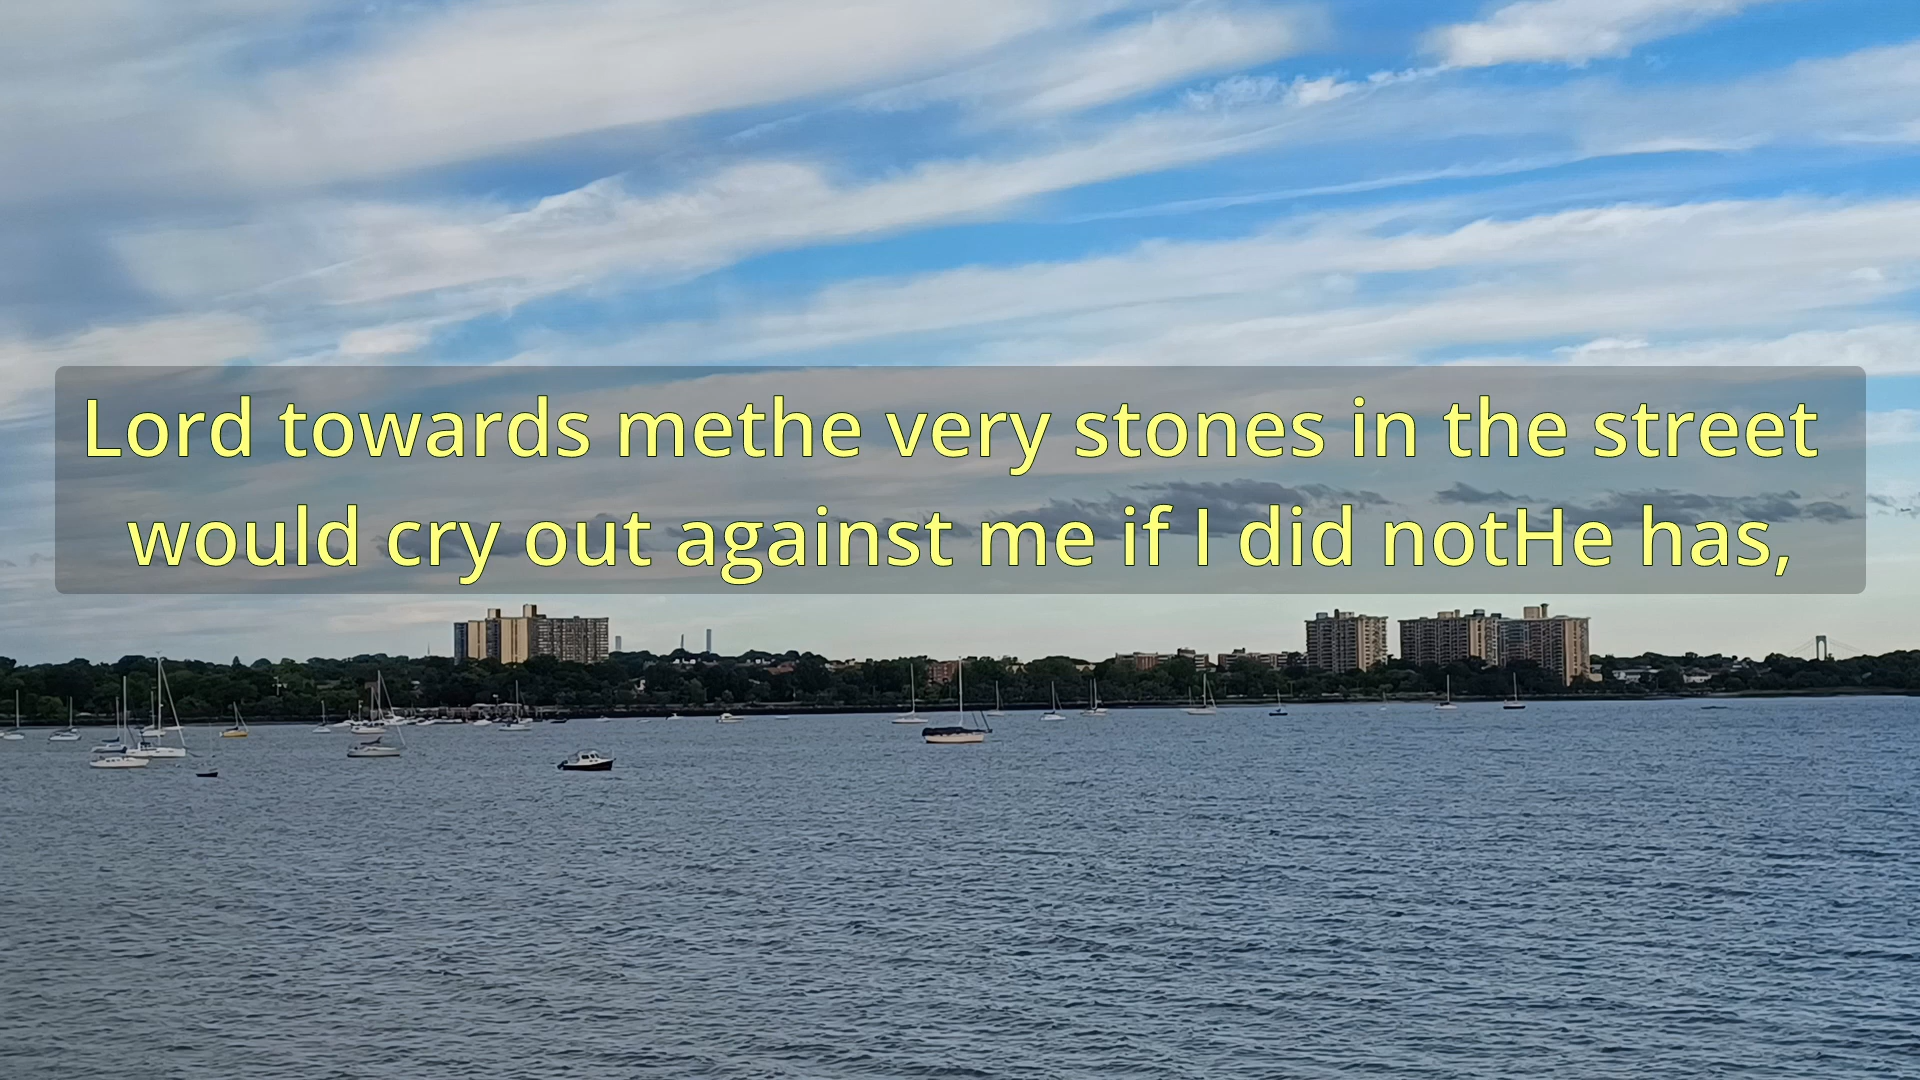 Lord towards methe very stones in the street
would cry out against me if I did notHe has,